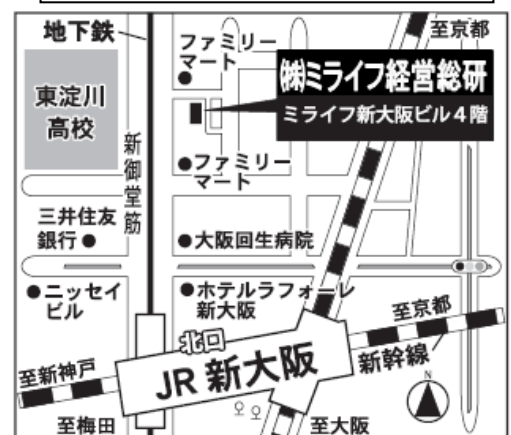 地下鉄
ファミリー
マート
至京都
㈱ミライフ経営総研
ミライフ新大阪ビル４階
東淀川
高校
新御堂筋
ファミリー
マート
三井住友
銀行
大阪回生病院
ニッセイ
ビル
ホテルラフォーレ
新大阪
至京都
北口
JR 新大阪
新幹線
至新神戸
N
至梅田
至大阪